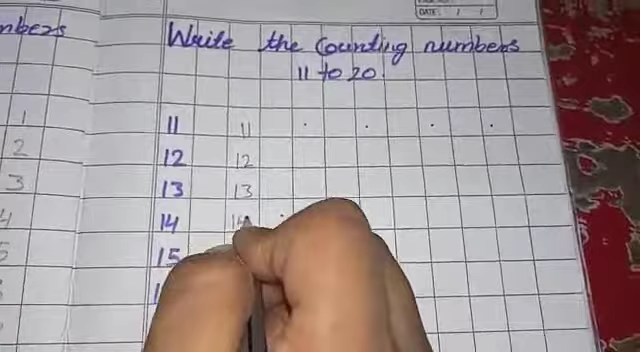 DATE: / /
nbers
Write the Counting numbers
11 to 20.
1
2
3
4
5
11 11
12 12
13 13
14 14
15